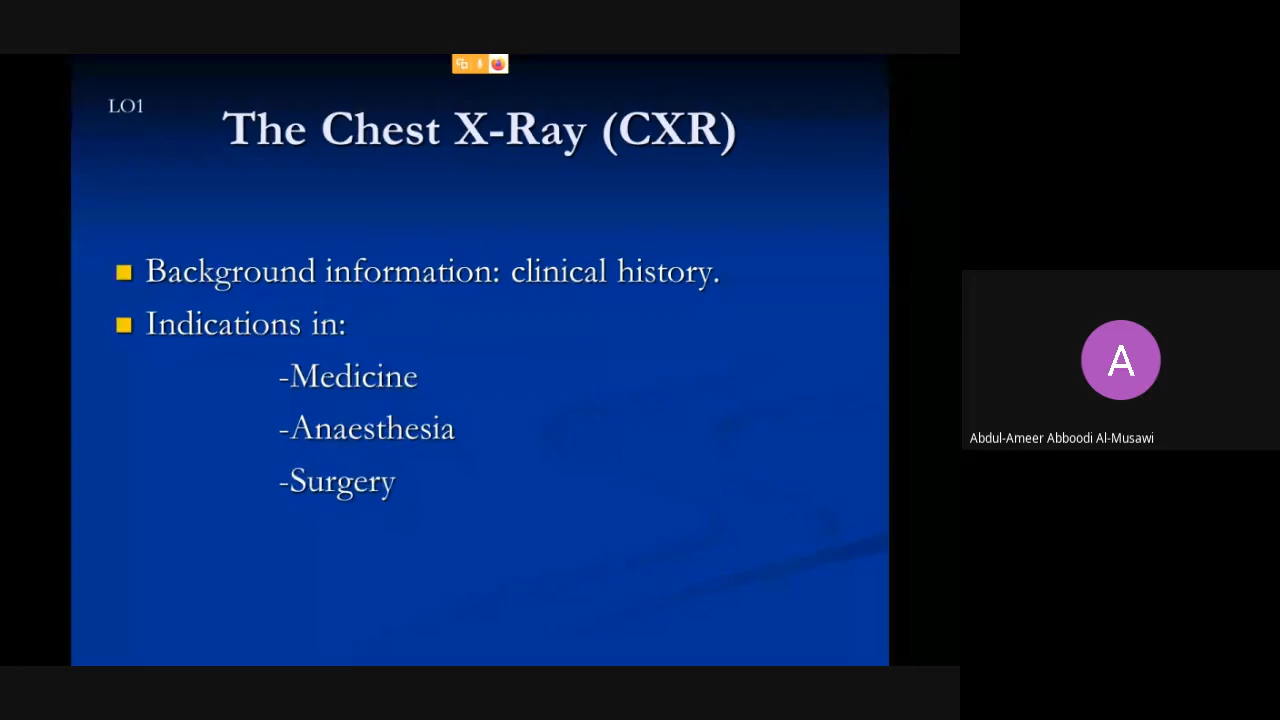 LO1
The Chest X-Ray (CXR)
Background information: clinical history.
Indications in:
-Medicine
-Anaesthesia
-Surgery
A
Abdul-Ameer Abboodi Al-Musawi